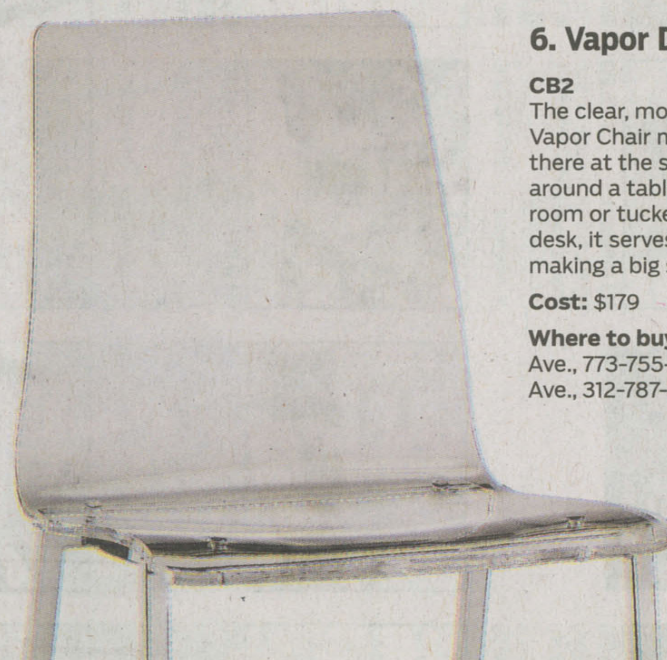 6. Vapor D
CB2
The clear, mo
Vapor Chair n
there at the s
around a tabl
room or tucke
desk, it serves
making a big s
Cost: $179
Where to buy
Ave., 773-755-
Ave., 312-787-